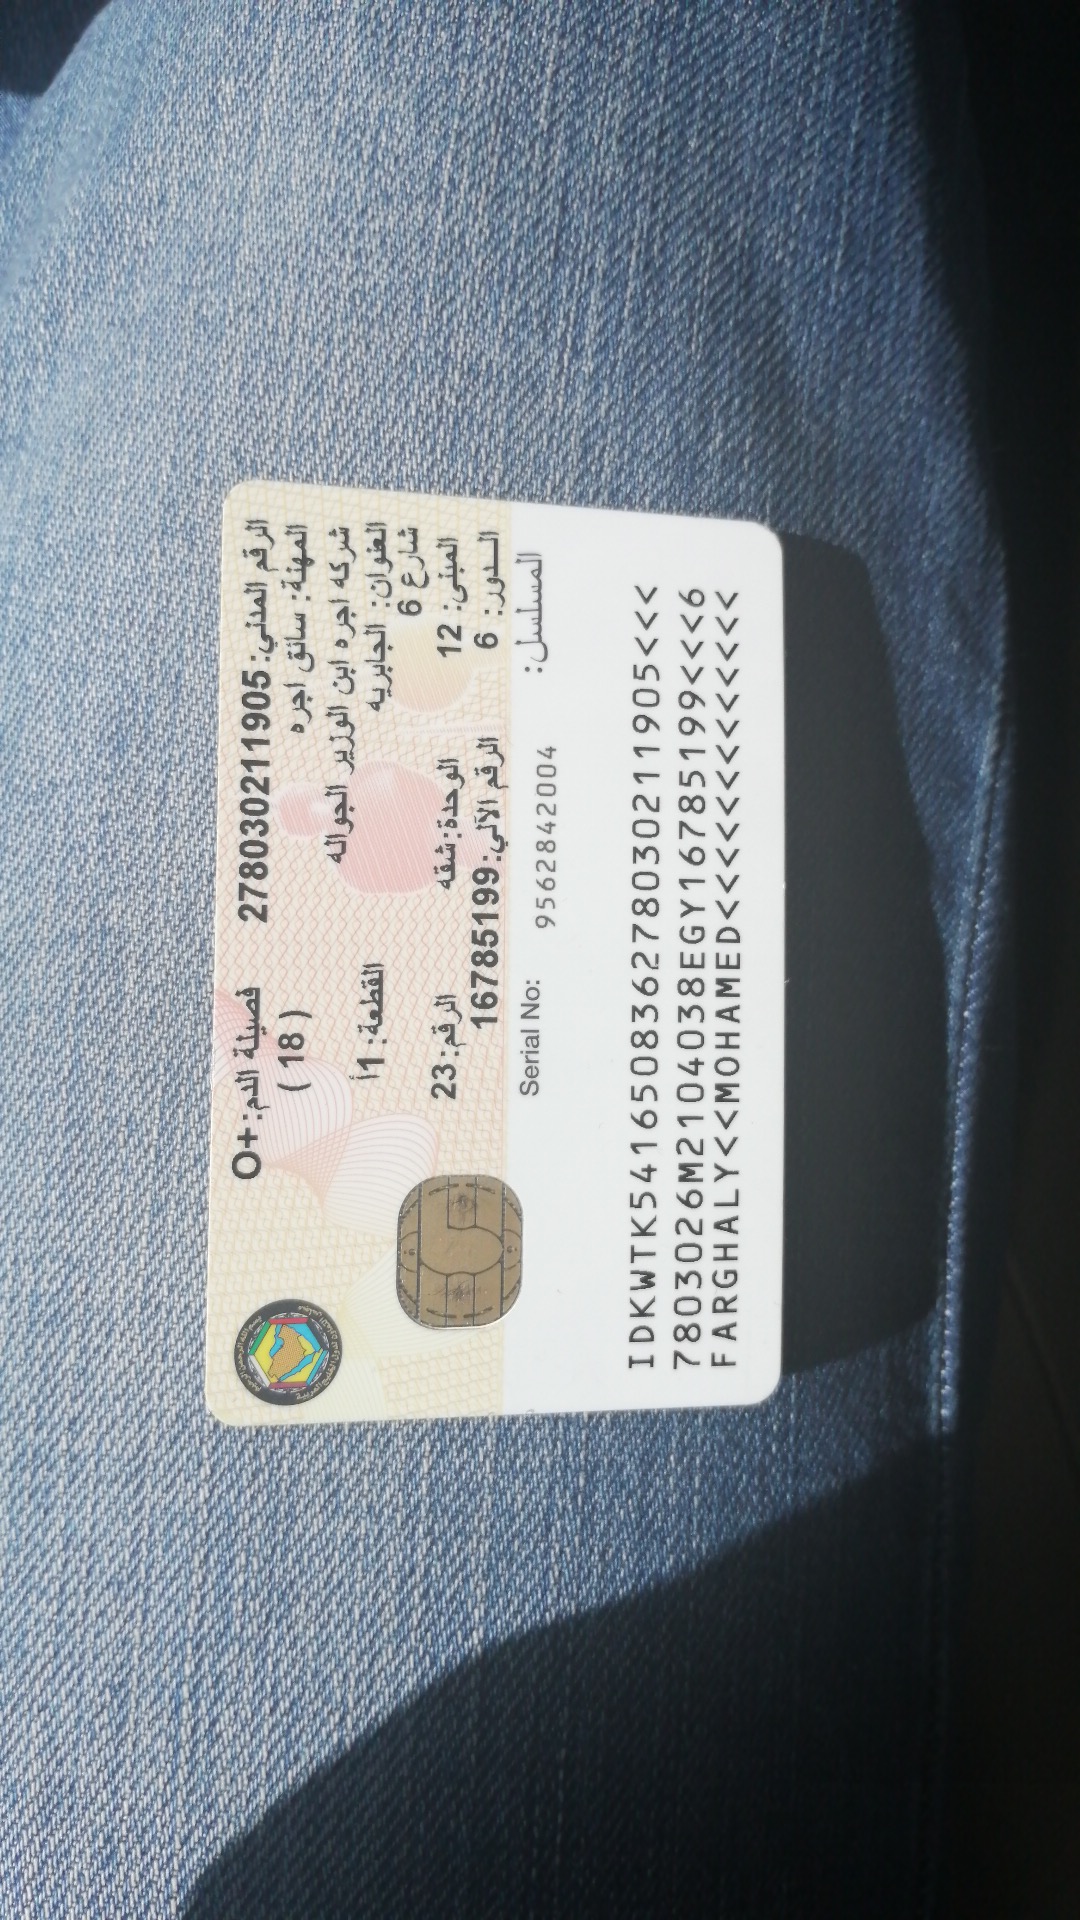 الرقم المدني: 278030211905 فصيلة الدم: O+
المهنة: سائق اجره ( 18 )
شركه اجره ابن الوزير الجواله
العنوان: الجابريه القطعة: 1أ
شارع 6
المبنى: 12 الوحدة: شقه الرقم: 23
الـدور: 6 الرقم الآلي: 16785199
المسلسل: 9562842004 Serial No:
IDKWTK541650836278030211905<<<
7803026M2104038EGY16785199<<<6
FARGHALY<<MOHAMED<<<<<<<<<<<<<